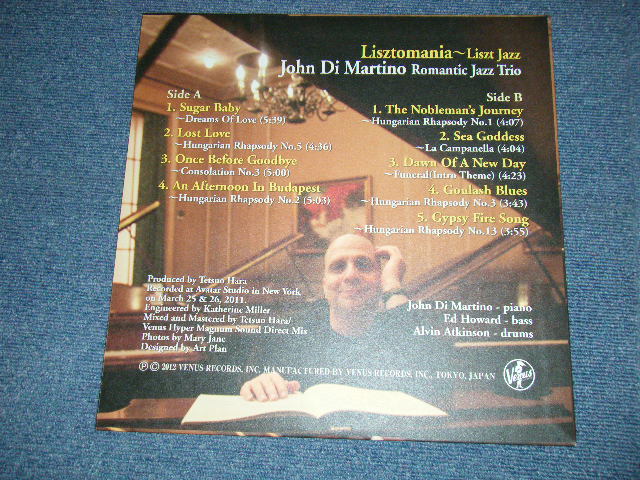 Lisztomania~Liszt Jazz
John Di Martino Romantic Jazz Trio
Side A
1. Sugar Baby
~Dreams Of Love (5:39)
2. Lost Love
~Hungarian Rhapsody No.5 (4:36)
3. Once Before Goodbye
~Consolation No.3 (5:00)
4. An Afternoon In Budapest
~Hungarian Rhapsody No.2 (5:03)
Side B
1. The Nobleman's Journey
~Hungarian Rhapsody No.1 (4:07)
2. Sea Goddess
~La Campanella (4:04)
3. Dawn Of A New Day
~Funeral(Intro Theme) (4:23)
4. Goulash Blues
~Hungarian Rhapsody No.3 (3:43)
5. Gypsy Fire Song
~Hungarian Rhapsody No.13 (3:55)
Produced by Tetsuo Hara
Recorded at Avatar Studio in New York
on March 25 & 26, 2011.
Engineered by Katherine Miller
Mixed and Mastered by Tetsuo Hara/
Venus Hyper Magnum Sound Direct Mix
Photos by Mary Jane
Designed by Art Plan
John Di Martino - piano
Ed Howard - bass
Alvin Atkinson - drums
℗ © 2012 VENUS RECORDS, INC. MANUFACTURED BY VENUS RECORDS, INC., TOKYO, JAPAN
Venus